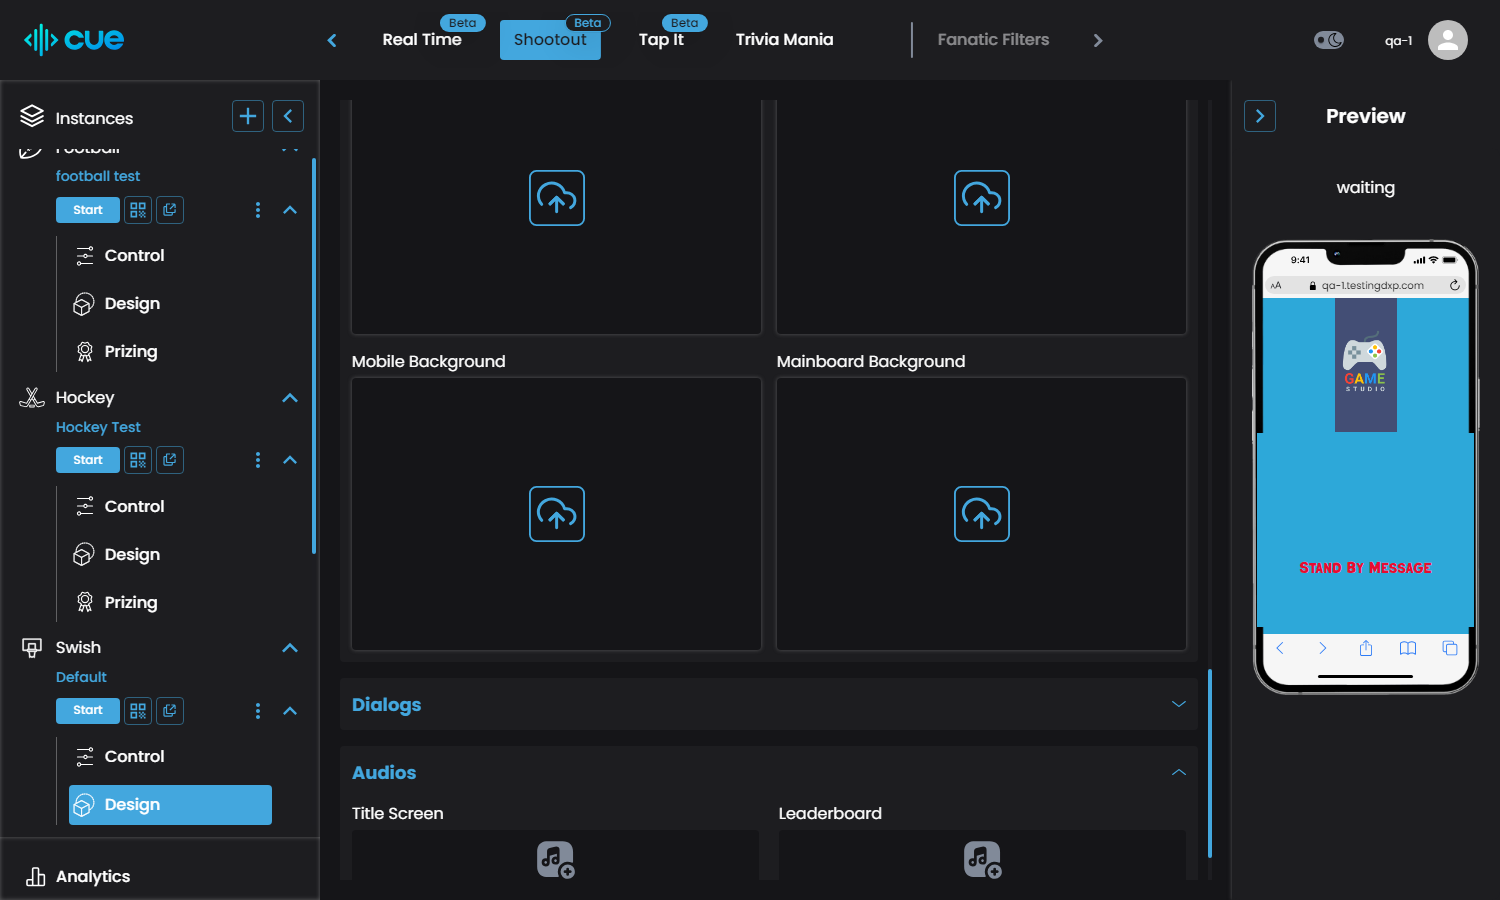 cue
Real Time
Beta
Shootout
Beta
Tap It
Beta
Trivia Mania
Fanatic Filters
qa-1
Instances
Football
football test
Start
Control
Design
Prizing
Hockey
Hockey Test
Start
Control
Design
Prizing
Swish
Default
Start
Control
Design
Analytics
Mobile Background
Mainboard Background
Dialogs
Audios
Title Screen
Leaderboard
Preview
waiting
9:41
AA
qa-1.testingdxp.com
GAME
STUDIO
Stand By Message